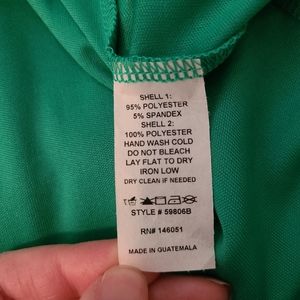 SHELL 1:
95% POLYESTER
5% SPANDEX
SHELL 2:
100% POLYESTER
HAND WASH COLD
DO NOT BLEACH
LAY FLAT TO DRY
IRON LOW
DRY CLEAN IF NEEDED
STYLE # 59806B
RN# 146051
MADE IN GUATEMALA